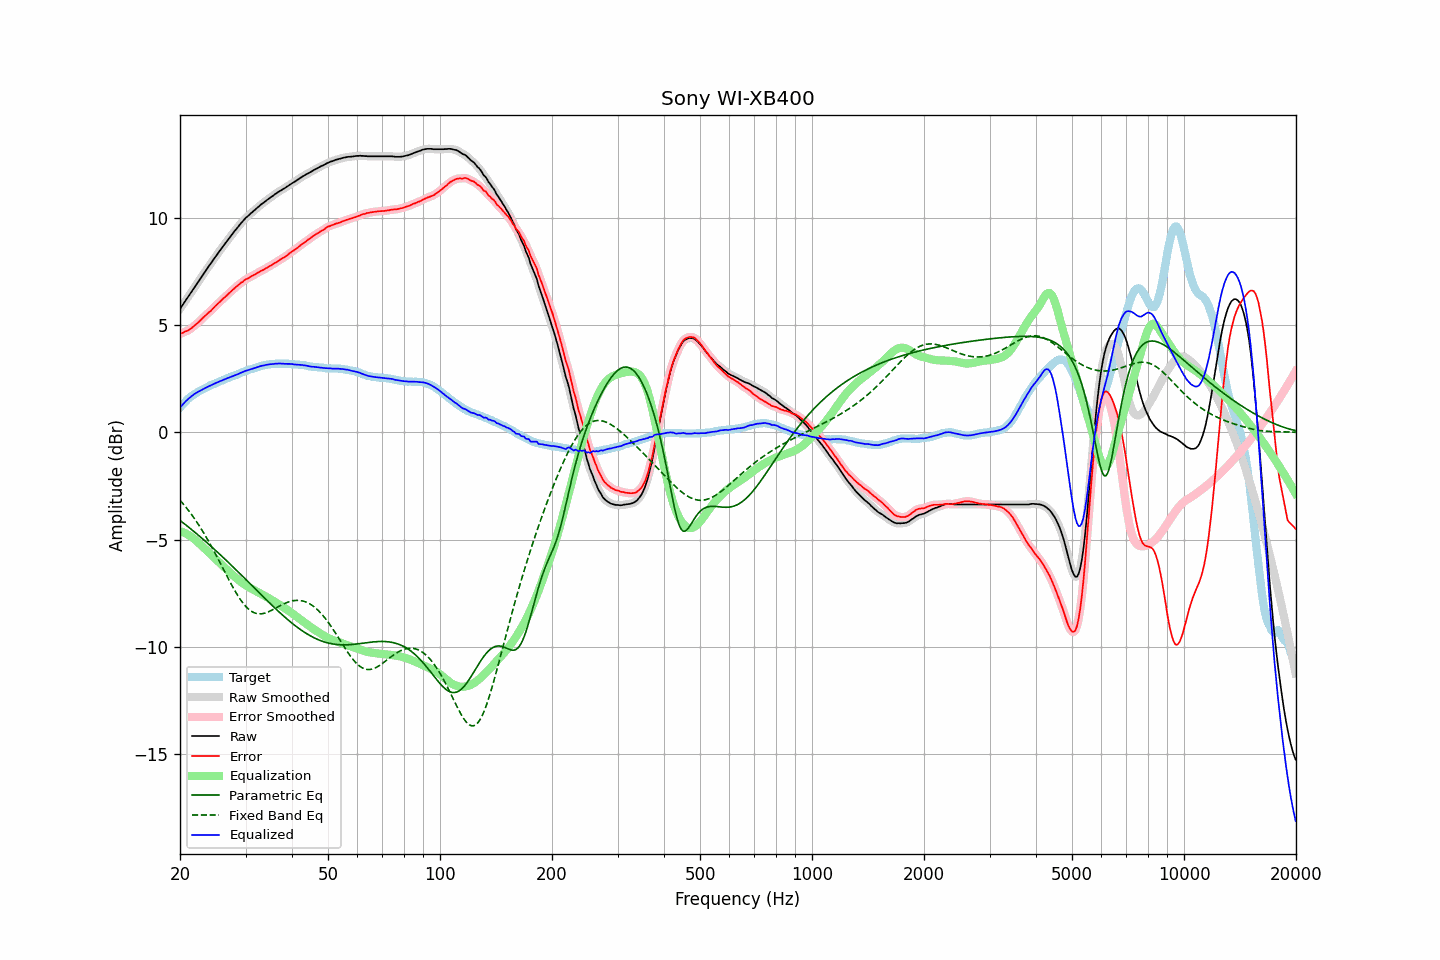 Sony WI-XB400
Amplitude (dBr)
10
5
0
−5
−10
−15
Target
Raw Smoothed
Error Smoothed
Raw
Error
Equalization
Parametric Eq
Fixed Band Eq
Equalized
20
50
100
200
500
1000
2000
5000
10000
20000
Frequency (Hz)